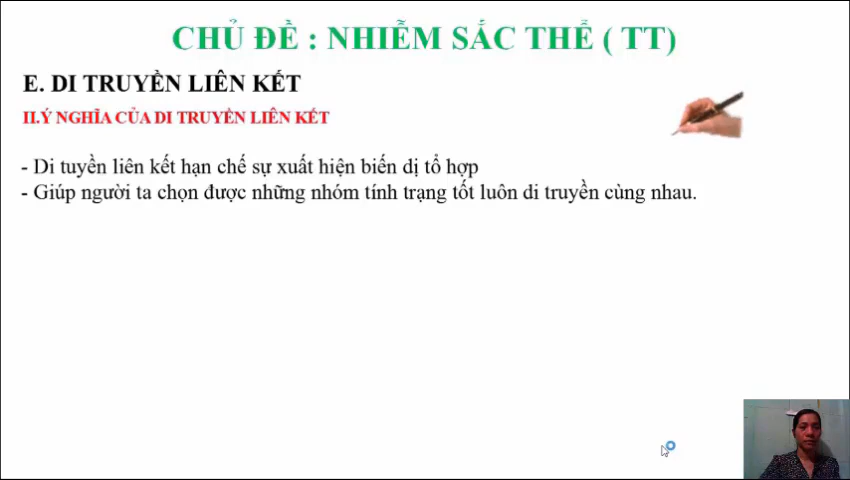 CHỦ ĐỀ : NHIỄM SẮC THỂ ( TT)
E. DI TRUYỀN LIÊN KẾT
II.Ý NGHĨA CỦA DI TRUYỀN LIÊN KẾT
- Di tuyền liên kết hạn chế sự xuất hiện biến dị tổ hợp
- Giúp người ta chọn được những nhóm tính trạng tốt luôn di truyền cùng nhau.